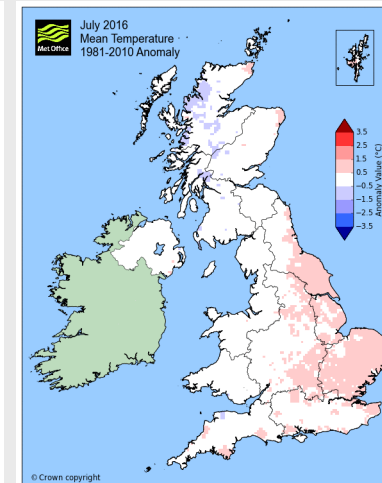 Met Office
July 2016
Mean Temperature
1981-2010 Anomaly
3.5
2.5
1.5
0.5
−0.5
−1.5
−2.5
−3.5
Anomaly Value (°C)
© Crown copyright